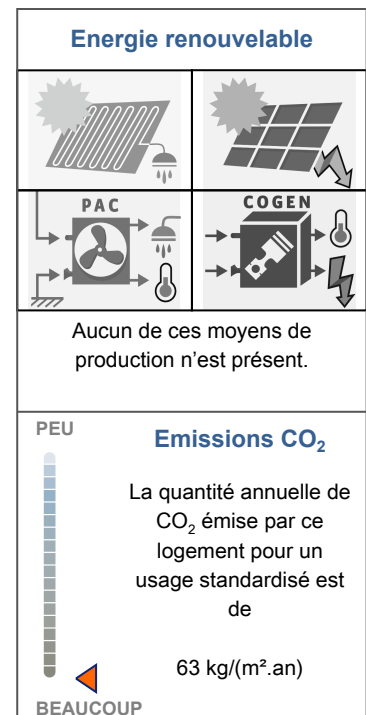 Energie renouvelable
PAC
COGEN
Aucun de ces moyens de
production n'est présent.
PEU
Emissions CO₂
La quantité annuelle de
CO₂ émise par ce
logement pour un
usage standardisé est
de
63 kg/(m².an)
BEAUCOUP